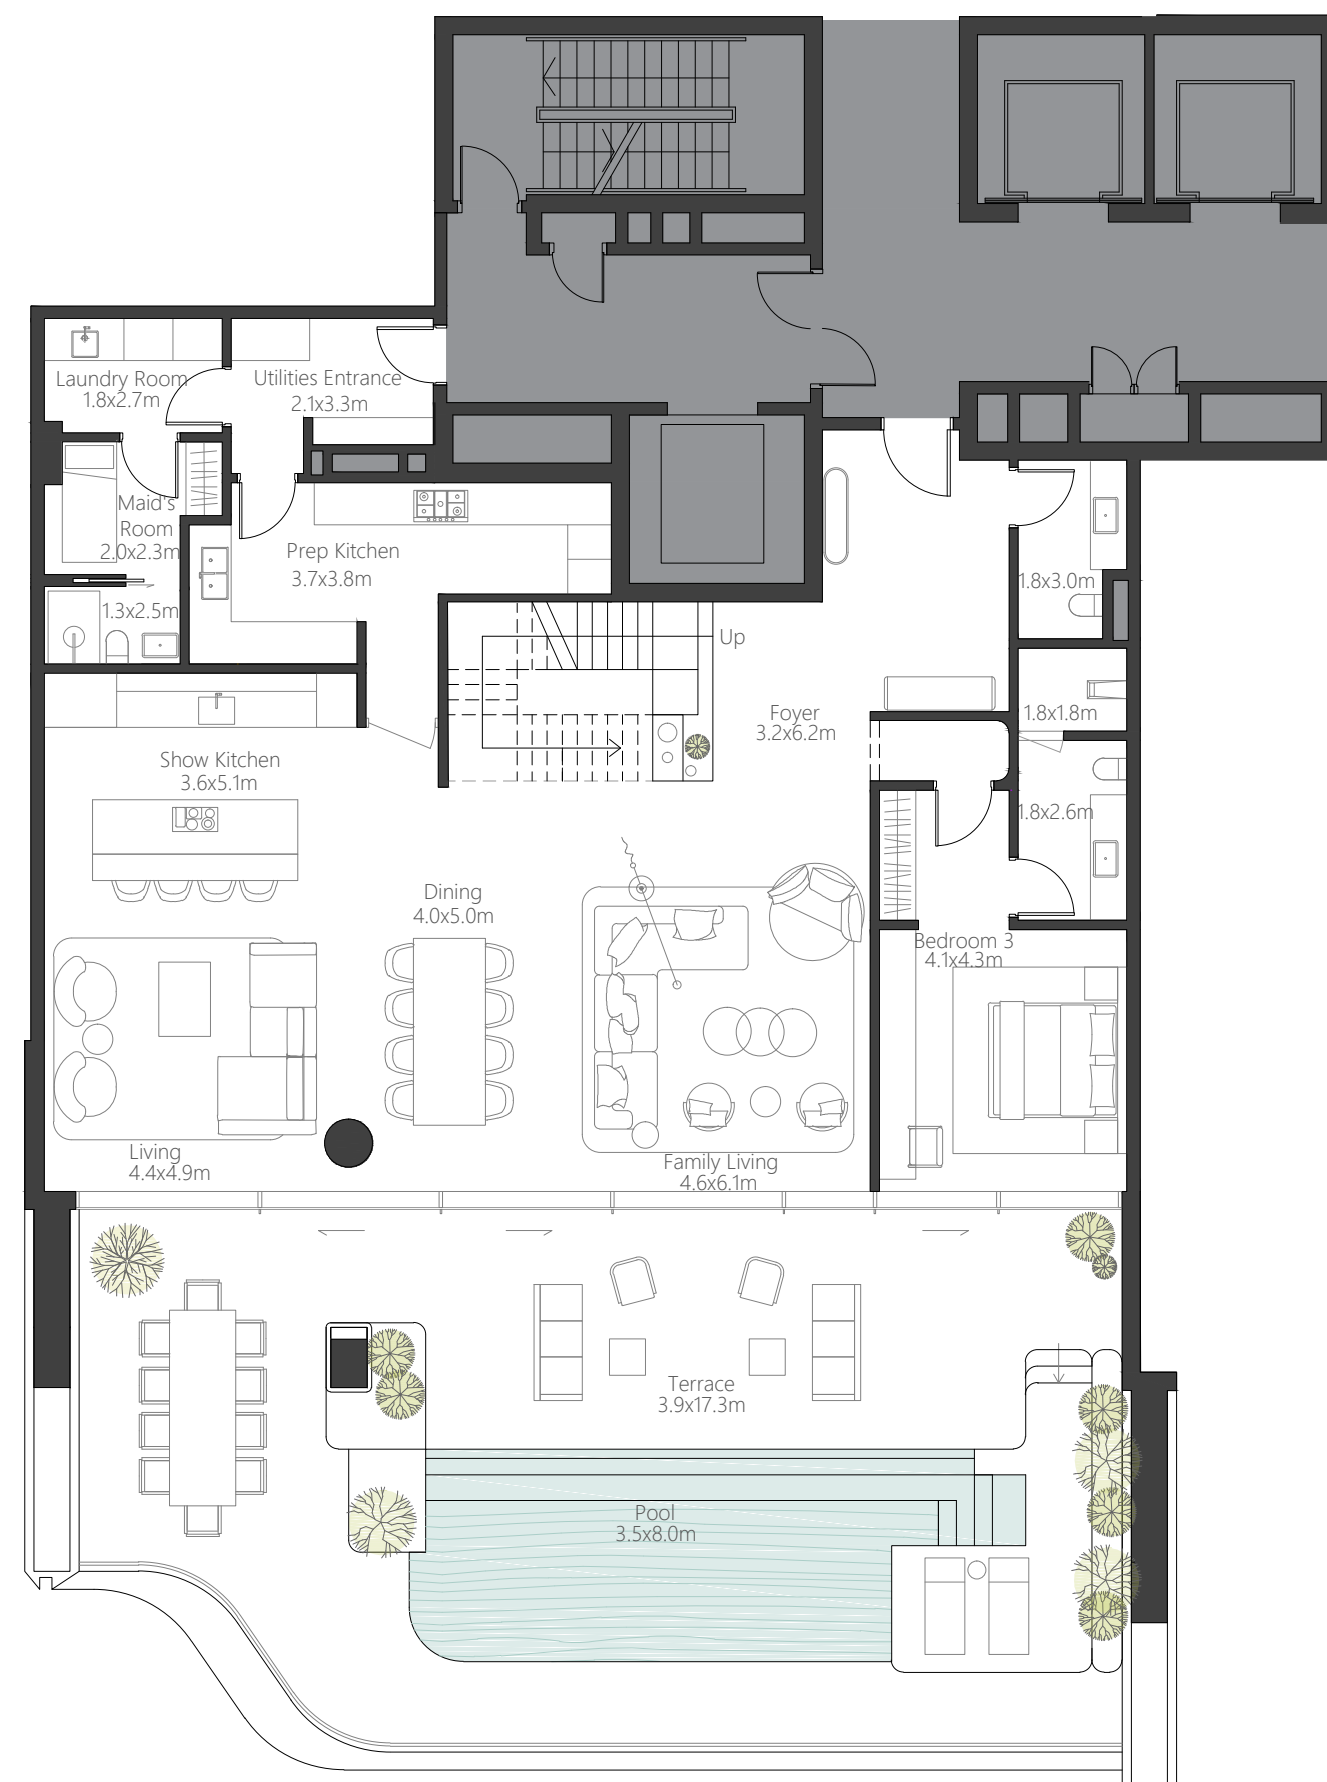 Laundry Room
1.8x2.7m
Utilities Entrance
2.1x3.3m
Maid's
Room
2.0x2.3m
Prep Kitchen
3.7x3.8m
1.3x2.5m
1.8x3.0m
Up
Foyer
3.2x6.2m
1.8x1.8m
Show Kitchen
3.6x5.1m
1.8x2.6m
Dining
4.0x5.0m
Bedroom 3
4.1x4.3m
Living
4.4x4.9m
Family Living
4.6x6.1m
Terrace
3.9x17.3m
Pool
3.5x8.0m